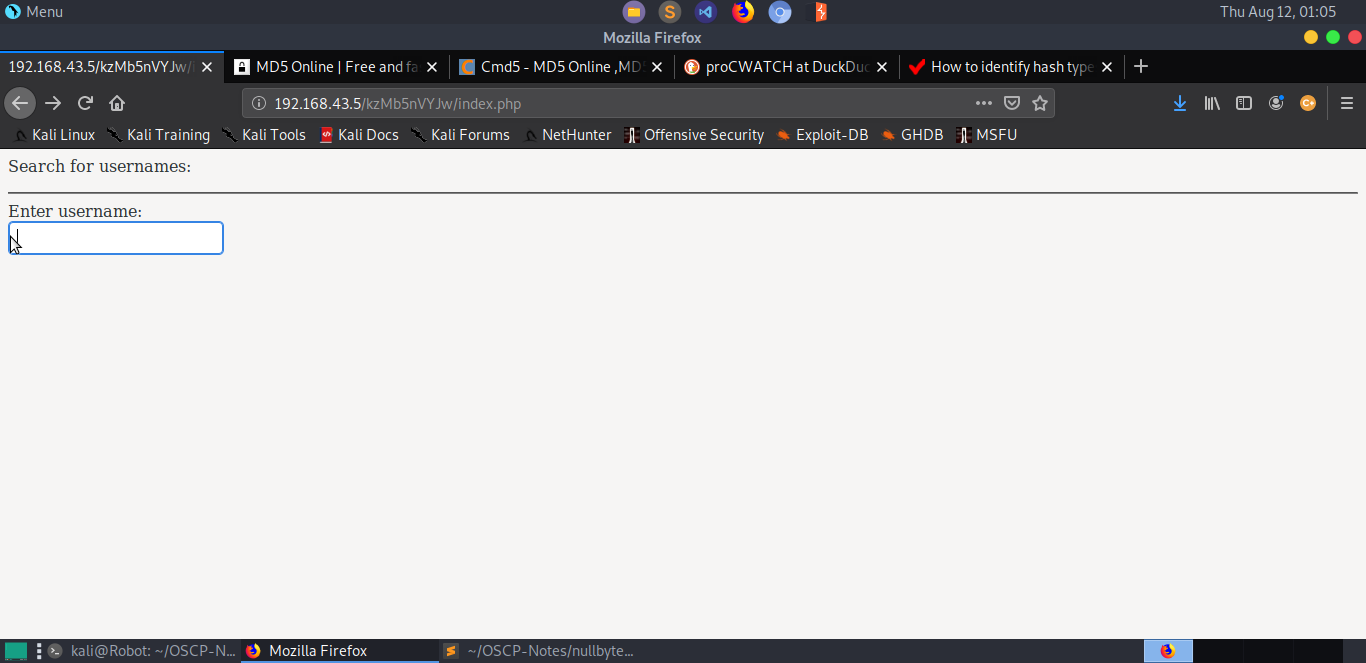 Menu
Thu Aug 12, 01:05
Mozilla Firefox
192.168.43.5/kzMb5nVYJw/i
MD5 Online | Free and fa
Cmd5 - MD5 Online ,MD5
proCWATCH at DuckDuc
How to identify hash type
192.168.43.5/kzMb5nVYJw/index.php
Kali Linux Kali Training Kali Tools Kali Docs Kali Forums NetHunter Offensive Security Exploit-DB GHDB MSFU
Search for usernames:
Enter username:
kali@Robot: ~/OSCP-N... Mozilla Firefox ~/OSCP-Notes/nullbyte...